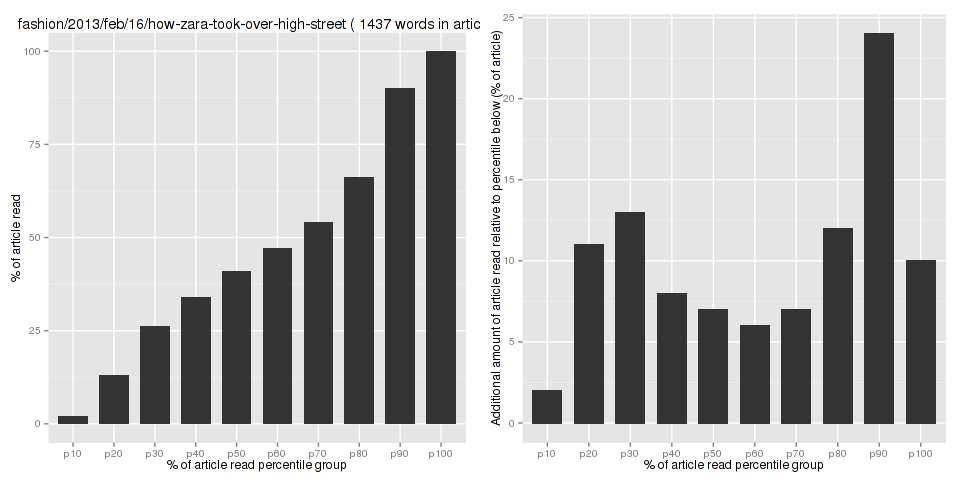 fashion/2013/feb/16/how-zara-took-over-high-street ( 1437 words in artic
% of article read
100
75
50
25
0
p10 p20 p30 p40 p50 p60 p70 p80 p90 p100
% of article read percentile group
Additional amount of article read relative to percentile below (% of article)
25
20
15
10
5
0
p10 p20 p30 p40 p50 p60 p70 p80 p90 p100
% of article read percentile group